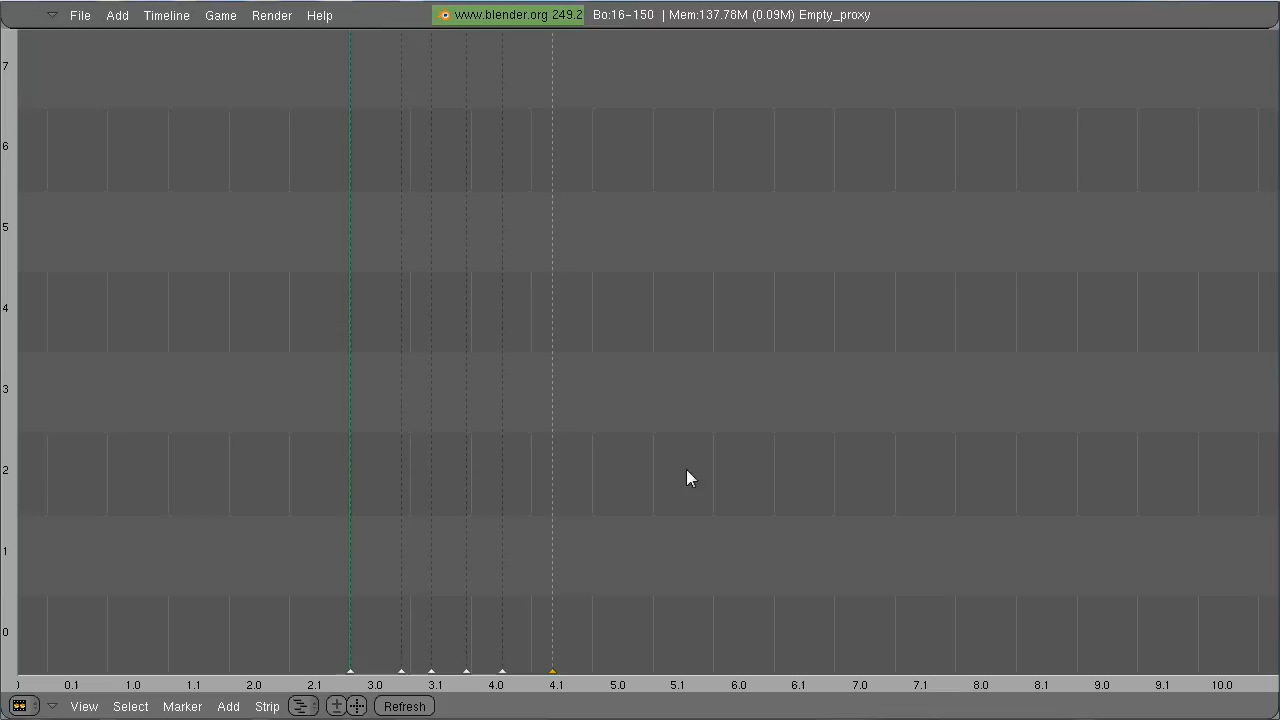 File Add Timeline Game Render Help www.blender.org 249.2 Bo:16-150 | Mem:137.78M (0.09M) Empty_proxy
7
6
5
4
3
2
1
0
0.1 1.0 1.1 2.0 2.1 3.0 3.1 4.0 4.1 5.0 5.1 6.0 6.1 7.0 7.1 8.0 8.1 9.0 9.1 10.0
View Select Marker Add Strip Refresh